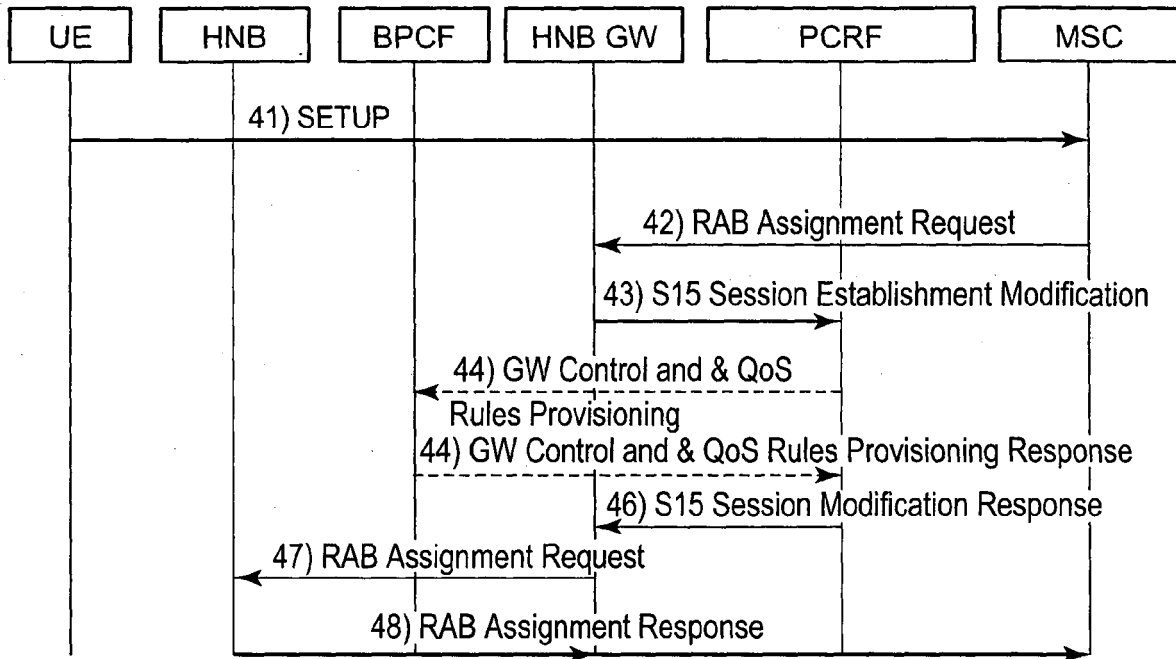 UE
HNB
BPCF
HNB GW
PCRF
MSC
41) SETUP
42) RAB Assignment Request
43) S15 Session Establishment Modification
44) GW Control and & QoS
Rules Provisioning
44) GW Control and & QoS Rules Provisioning Response
46) S15 Session Modification Response
47) RAB Assignment Request
48) RAB Assignment Response